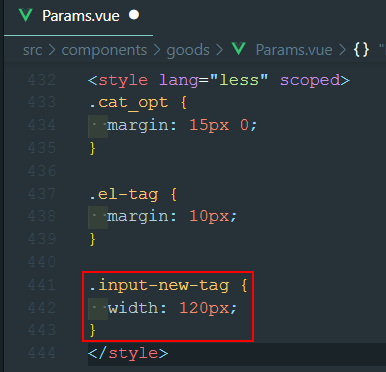 Params.vue
src > components > goods > Params.vue > {} "
432 <style lang="less" scoped>
433 .cat_opt {
434 margin: 15px 0;
435 }
436
437 .el-tag {
438 margin: 10px;
439 }
440
441 .input-new-tag {
442 width: 120px;
443 }
444 </style>